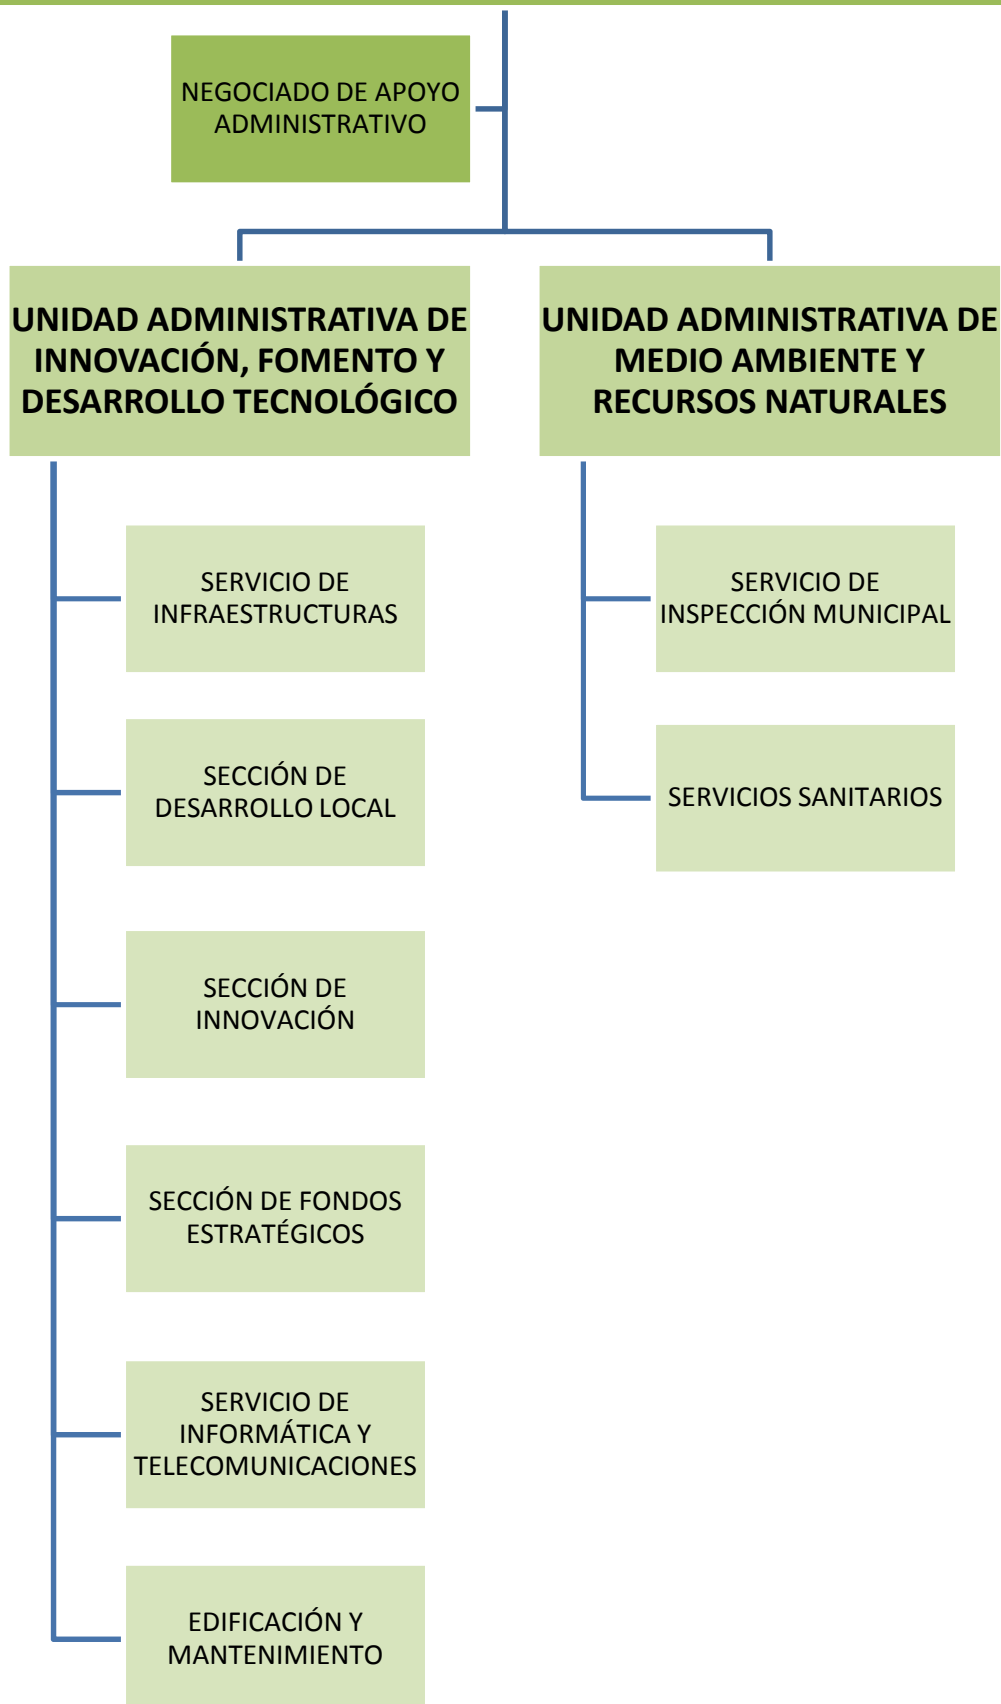 NEGOCIADO DE APOYO
ADMINISTRATIVO
UNIDAD ADMINISTRATIVA DE
INNOVACIÓN, FOMENTO Y
DESARROLLO TECNOLÓGICO
UNIDAD ADMINISTRATIVA DE
MEDIO AMBIENTE Y
RECURSOS NATURALES
SERVICIO DE
INFRAESTRUCTURAS
SECCIÓN DE
DESARROLLO LOCAL
SECCIÓN DE
INNOVACIÓN
SECCIÓN DE FONDOS
ESTRATÉGICOS
SERVICIO DE
INFORMÁTICA Y
TELECOMUNICACIONES
EDIFICACIÓN Y
MANTENIMIENTO
SERVICIO DE
INSPECCIÓN MUNICIPAL
SERVICIOS SANITARIOS